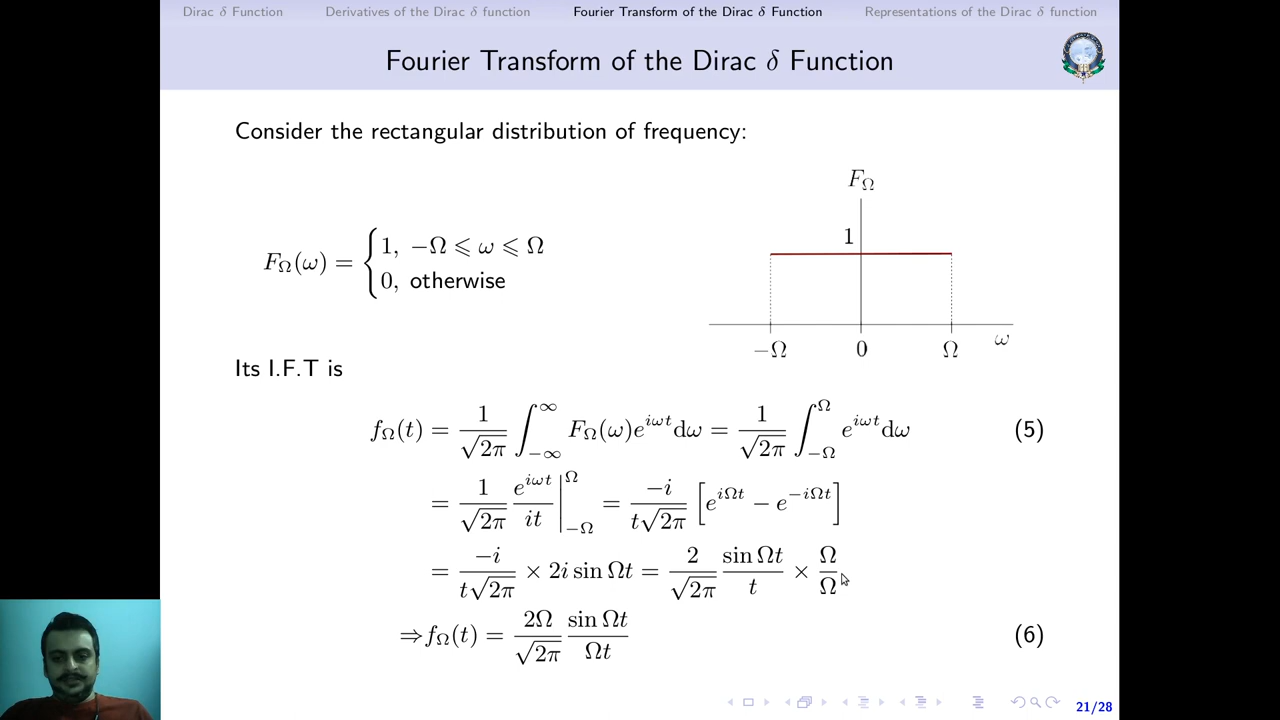 Dirac δ Function Derivatives of the Dirac δ function Fourier Transform of the Dirac δ Function Representations of the Dirac δ function
Fourier Transform of the Dirac δ Function
Consider the rectangular distribution of frequency:
F_Ω
1
F_Ω(ω) = { 1, −Ω ⩽ ω ⩽ Ω
0, otherwise
−Ω 0 Ω ω
Its I.F.T is
f_Ω(t) = 1/√2π ∫_{−∞}^{∞} F_Ω(ω)e^{iωt}dω = 1/√2π ∫_{−Ω}^{Ω} e^{iωt}dω (5)
= 1/√2π e^{iωt}/it |_{−Ω}^{Ω} = −i/t√2π [e^{iΩt} − e^{−iΩt}]
= −i/t√2π × 2i sin Ωt = 2/√2π sin Ωt/t × Ω/Ω
⇒f_Ω(t) = 2Ω/√2π sin Ωt/Ωt (6)
21/28